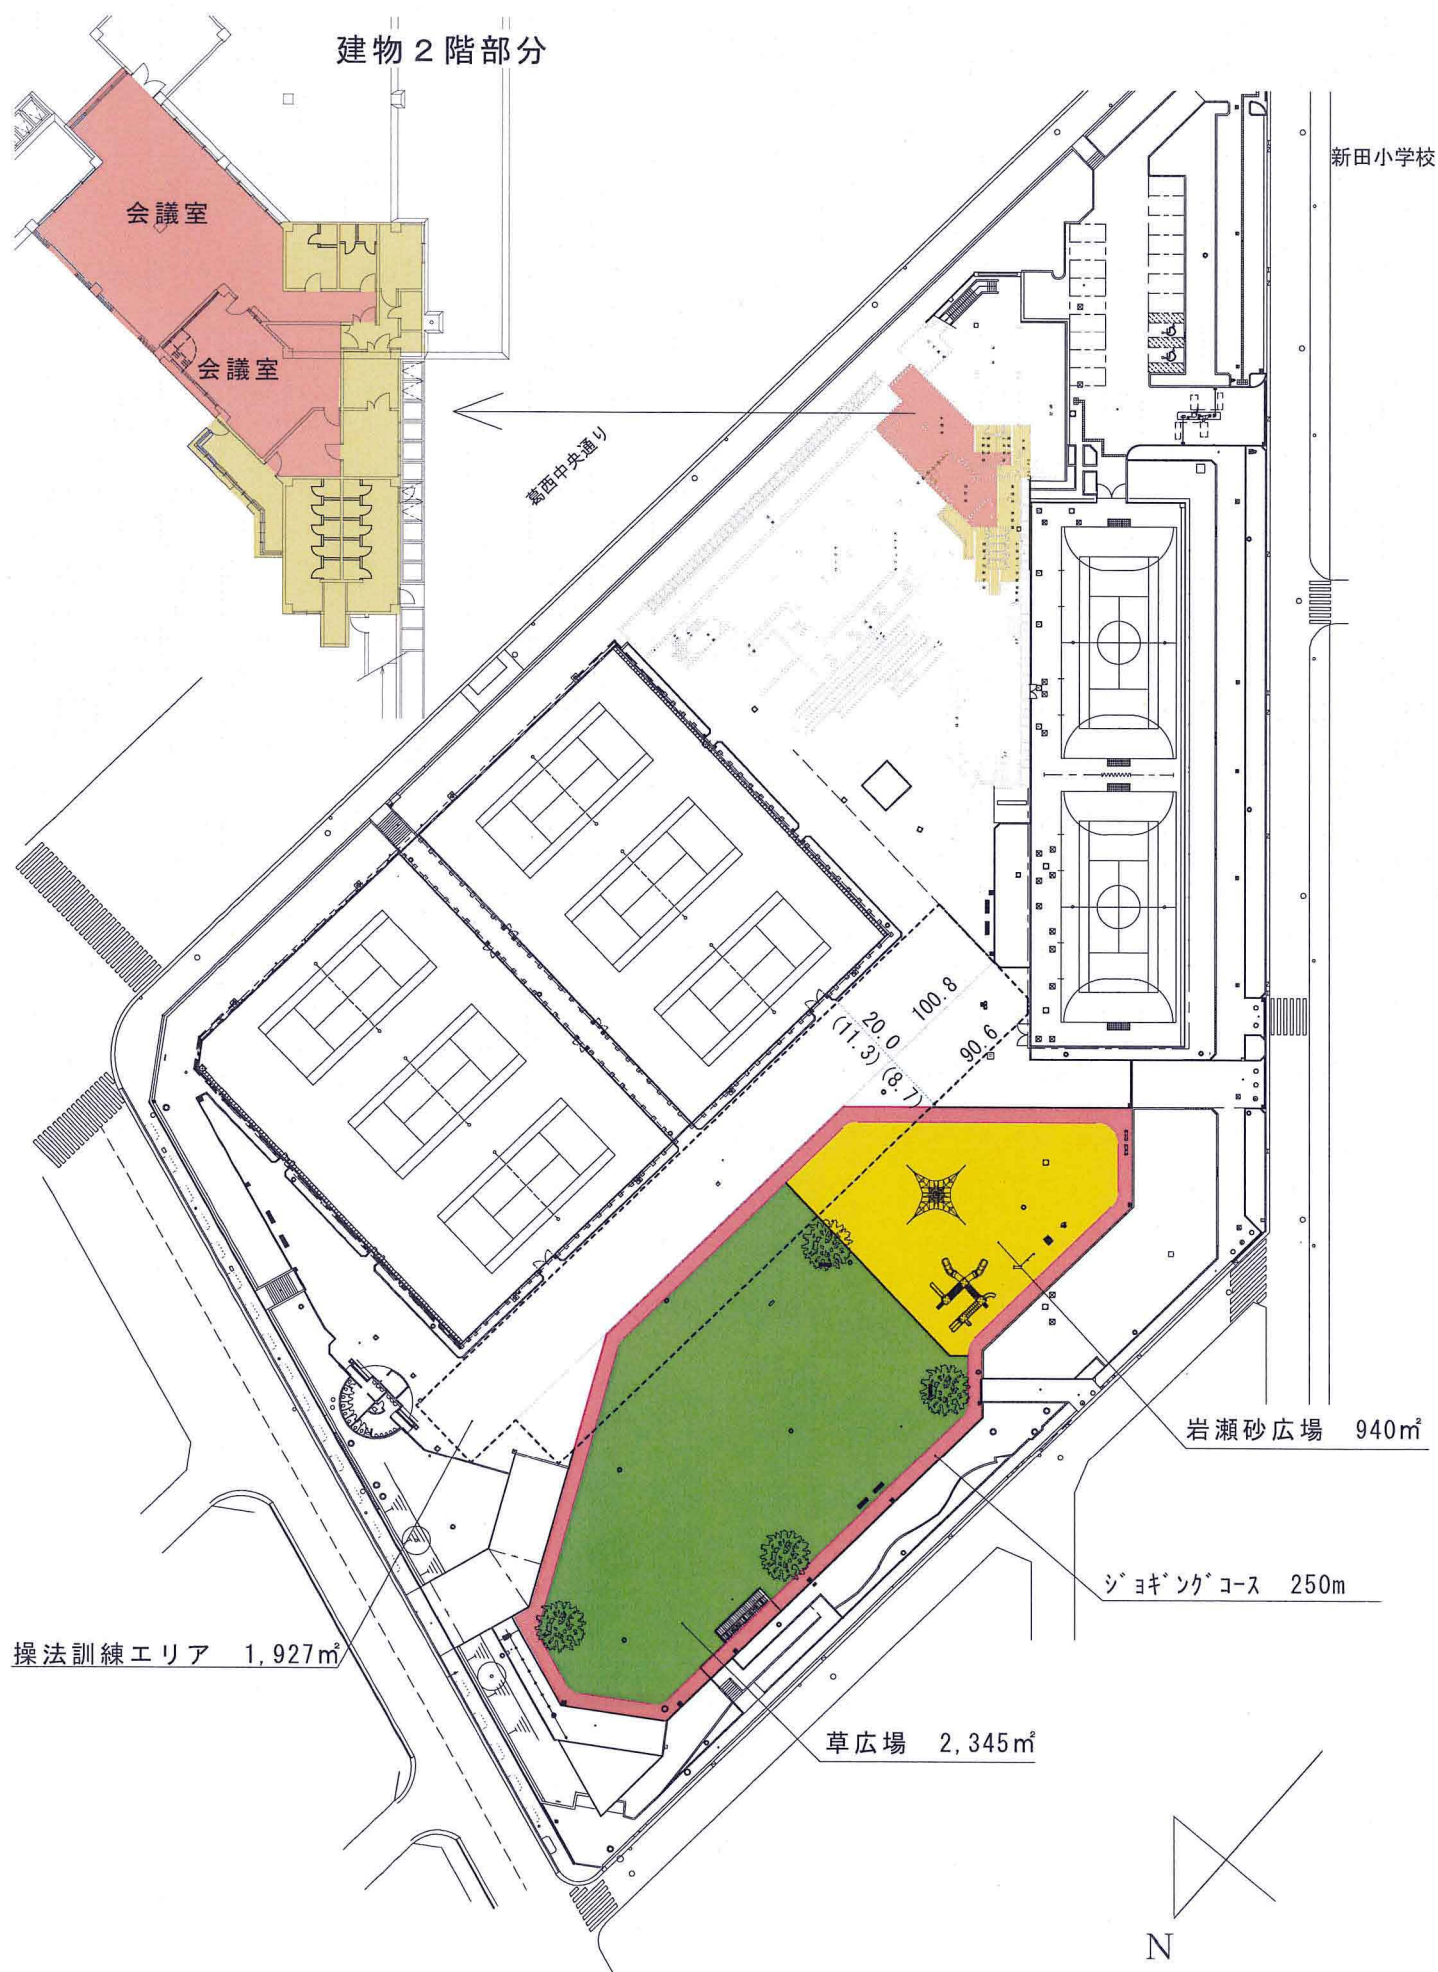 建物２階部分
新田小学校
会議室
会議室
葛西中央通り
20.0
100.8
(11.3)
(8.7)
90.6
岩瀬砂広場 940㎡
ｼﾞｮｷﾞﾝｸﾞｺｰｽ 250m
操法訓練エリア 1,927㎡
草広場 2,345㎡
N